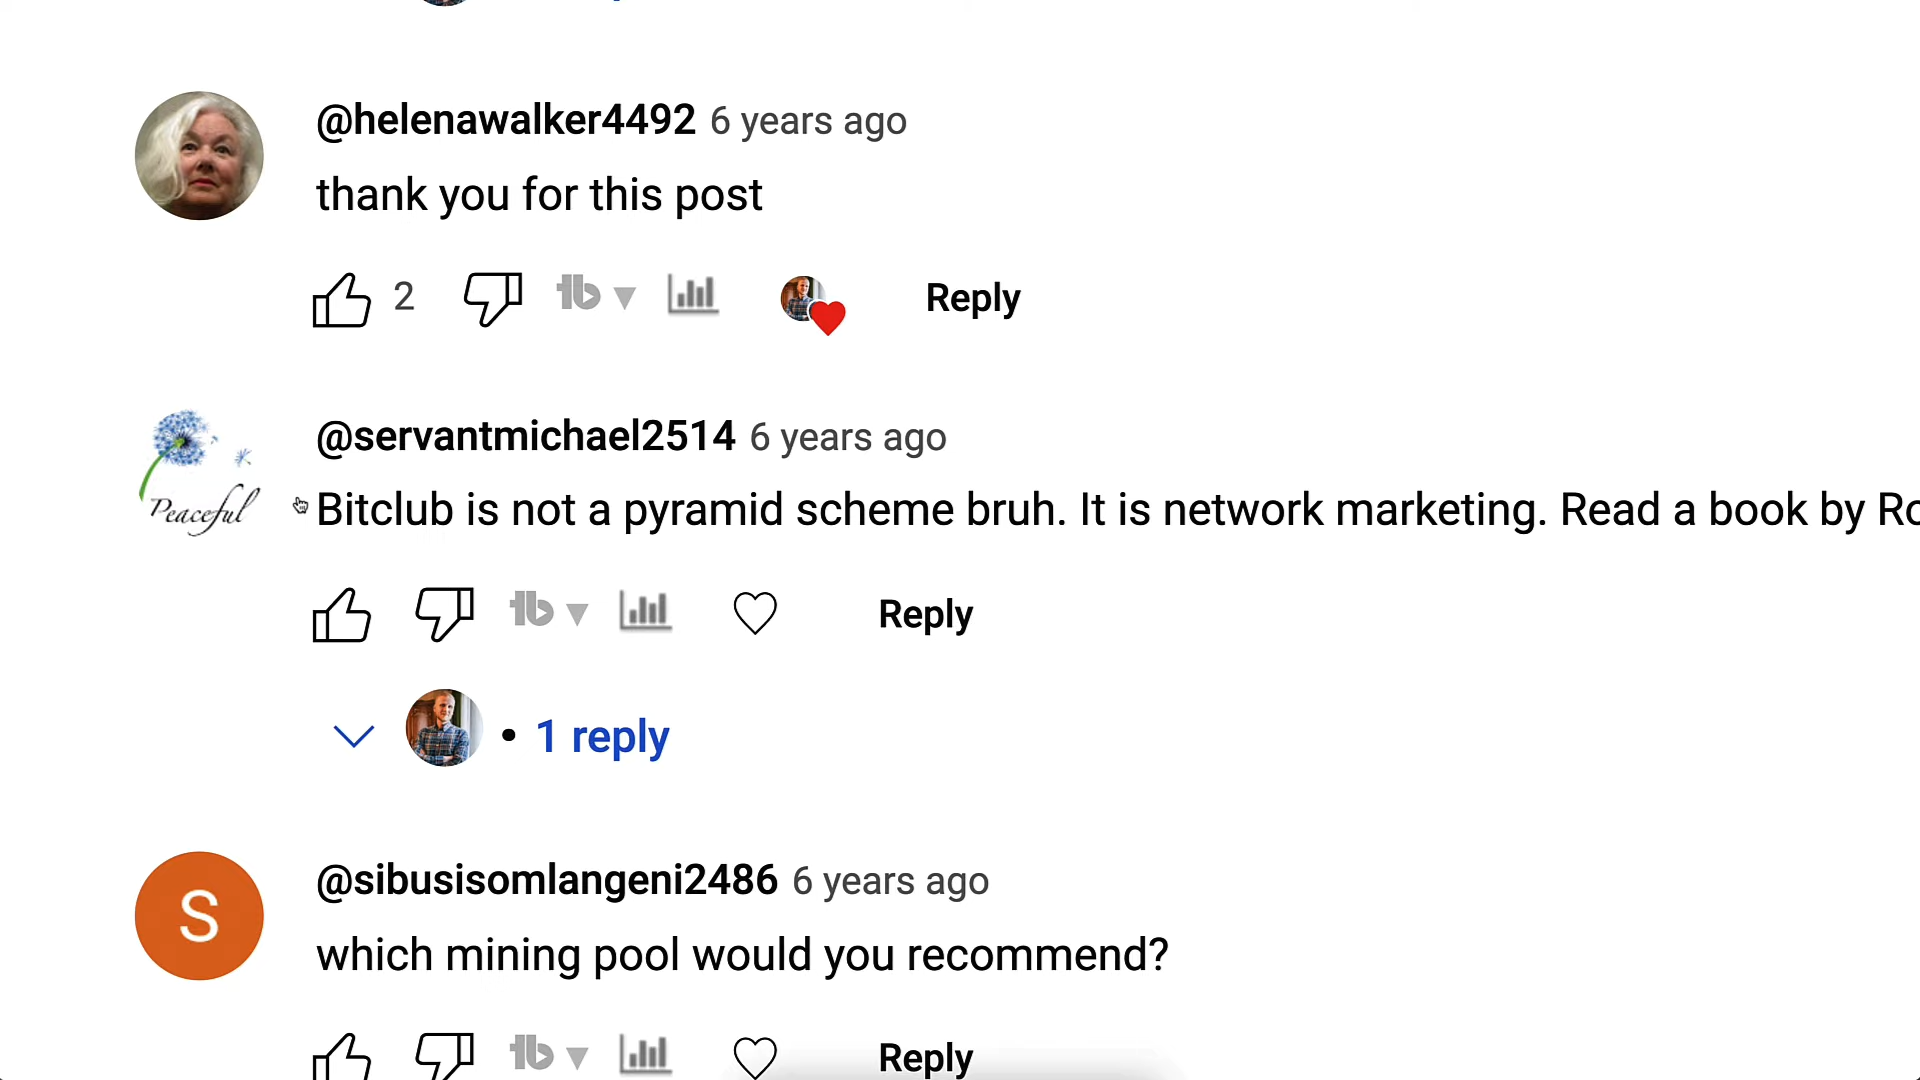 @helenawalker4492 6 years ago
thank you for this post
2
Reply
@servantmichael2514 6 years ago
Peaceful
Bitclub is not a pyramid scheme bruh. It is network marketing. Read a book by
Reply
• 1 reply
S
@sibusisomlangeni2486 6 years ago
which mining pool would you recommend?
Reply